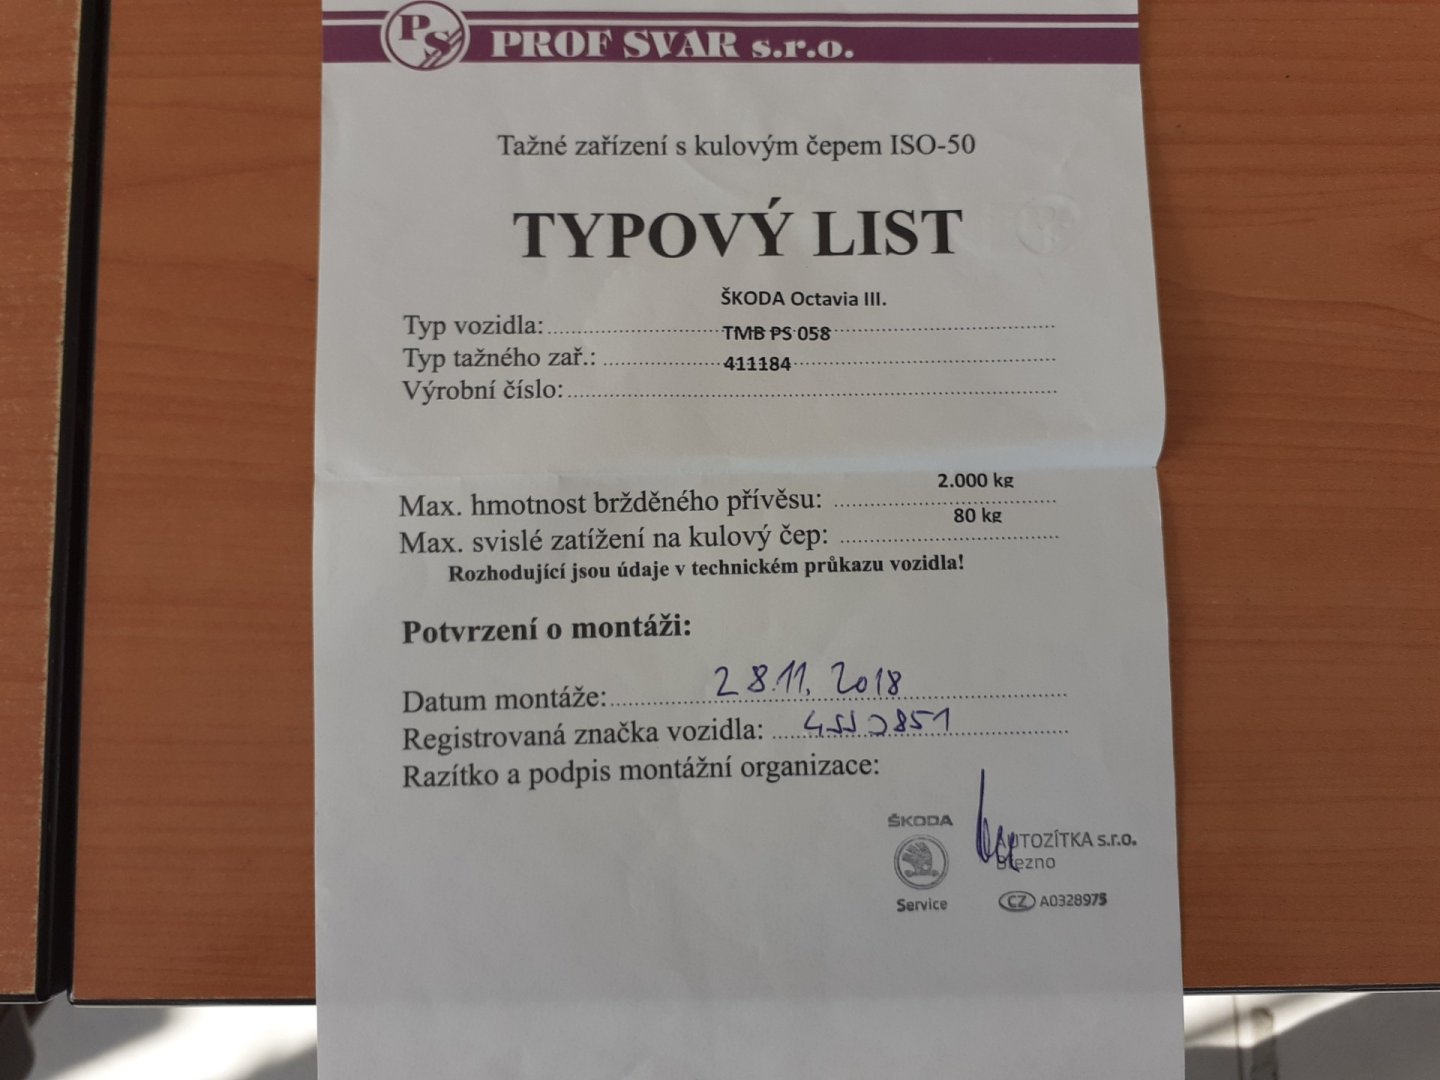 PS PROF SVAR s.r.o.
Tažné zařízení s kulovým čepem ISO-50
TYPOVÝ LIST
ŠKODA Octavia III.
Typ vozidla:
TMB PS 058
Typ tažného zař.:
411184
Výrobní číslo:
2.000 kg
Max. hmotnost bržděného přívěsu:
80 kg
Max. svislé zatížení na kulový čep:
Rozhodující jsou údaje v technickém průkazu vozidla!
Potvrzení o montáži:
Datum montáže: 28.11. 2018
Registrovaná značka vozidla:
Razítko a podpis montážní organizace:
ŠKODA
AUTOZÍTKA s.r.o.
Březno
Service
CZ A0328975